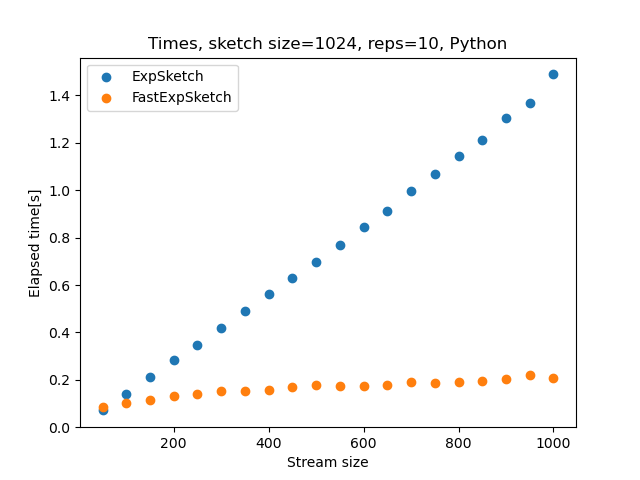 Times, sketch size=1024, reps=10, Python
ExpSketch
FastExpSketch
Elapsed time[s]
1.4
1.2
1.0
0.8
0.6
0.4
0.2
0.0
200 400 600 800 1000
Stream size